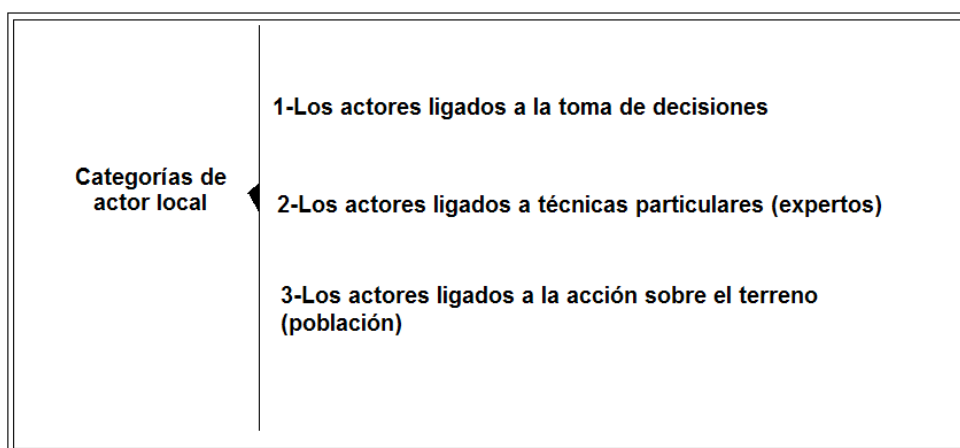 Categorías de
actor local
1-Los actores ligados a la toma de decisiones
2-Los actores ligados a técnicas particulares (expertos)
3-Los actores ligados a la acción sobre el terreno
(población)